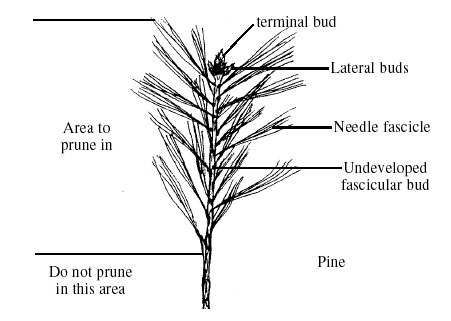 terminal bud
Lateral buds
Needle fascicle
Area to
prune in
Undeveloped
fascicular bud
Pine
Do not prune
in this area